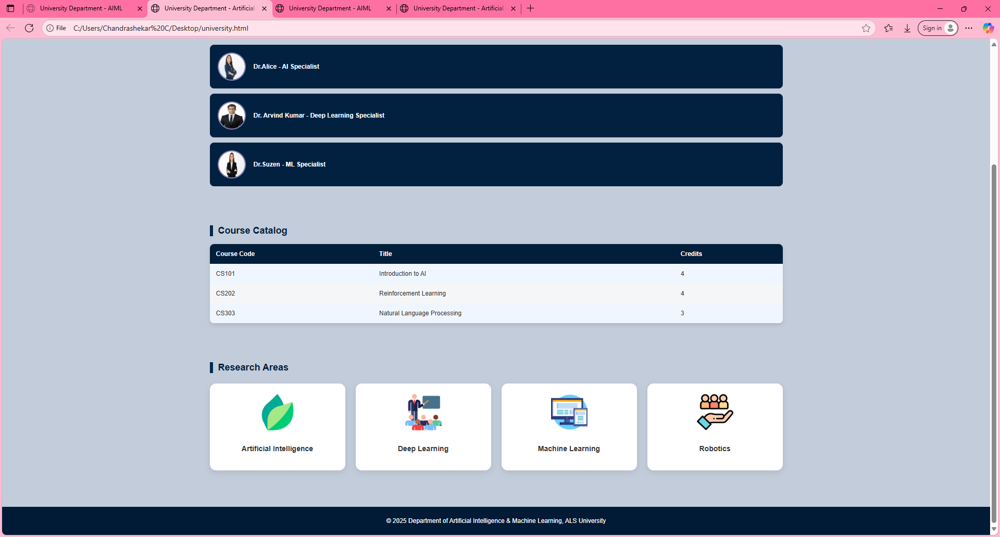 University Department - AIML
University Department - Artificial
University Department - AIML
University Department - Artificial
File
C:/Users/Chandrashekar%20C/Desktop/university.html
Sign in
Dr.Alice - AI Specialist
Dr. Arvind Kumar - Deep Learning Specialist
Dr.Suzen - ML Specialist
Course Catalog
Course Code Title Credits
CS101 Introduction to AI 4
CS202 Reinforcement Learning 4
CS303 Natural Language Processing 3
Research Areas
Artificial Intelligence
Deep Learning
Machine Learning
Robotics
© 2025 Department of Artificial Intelligence & Machine Learning, ALS University